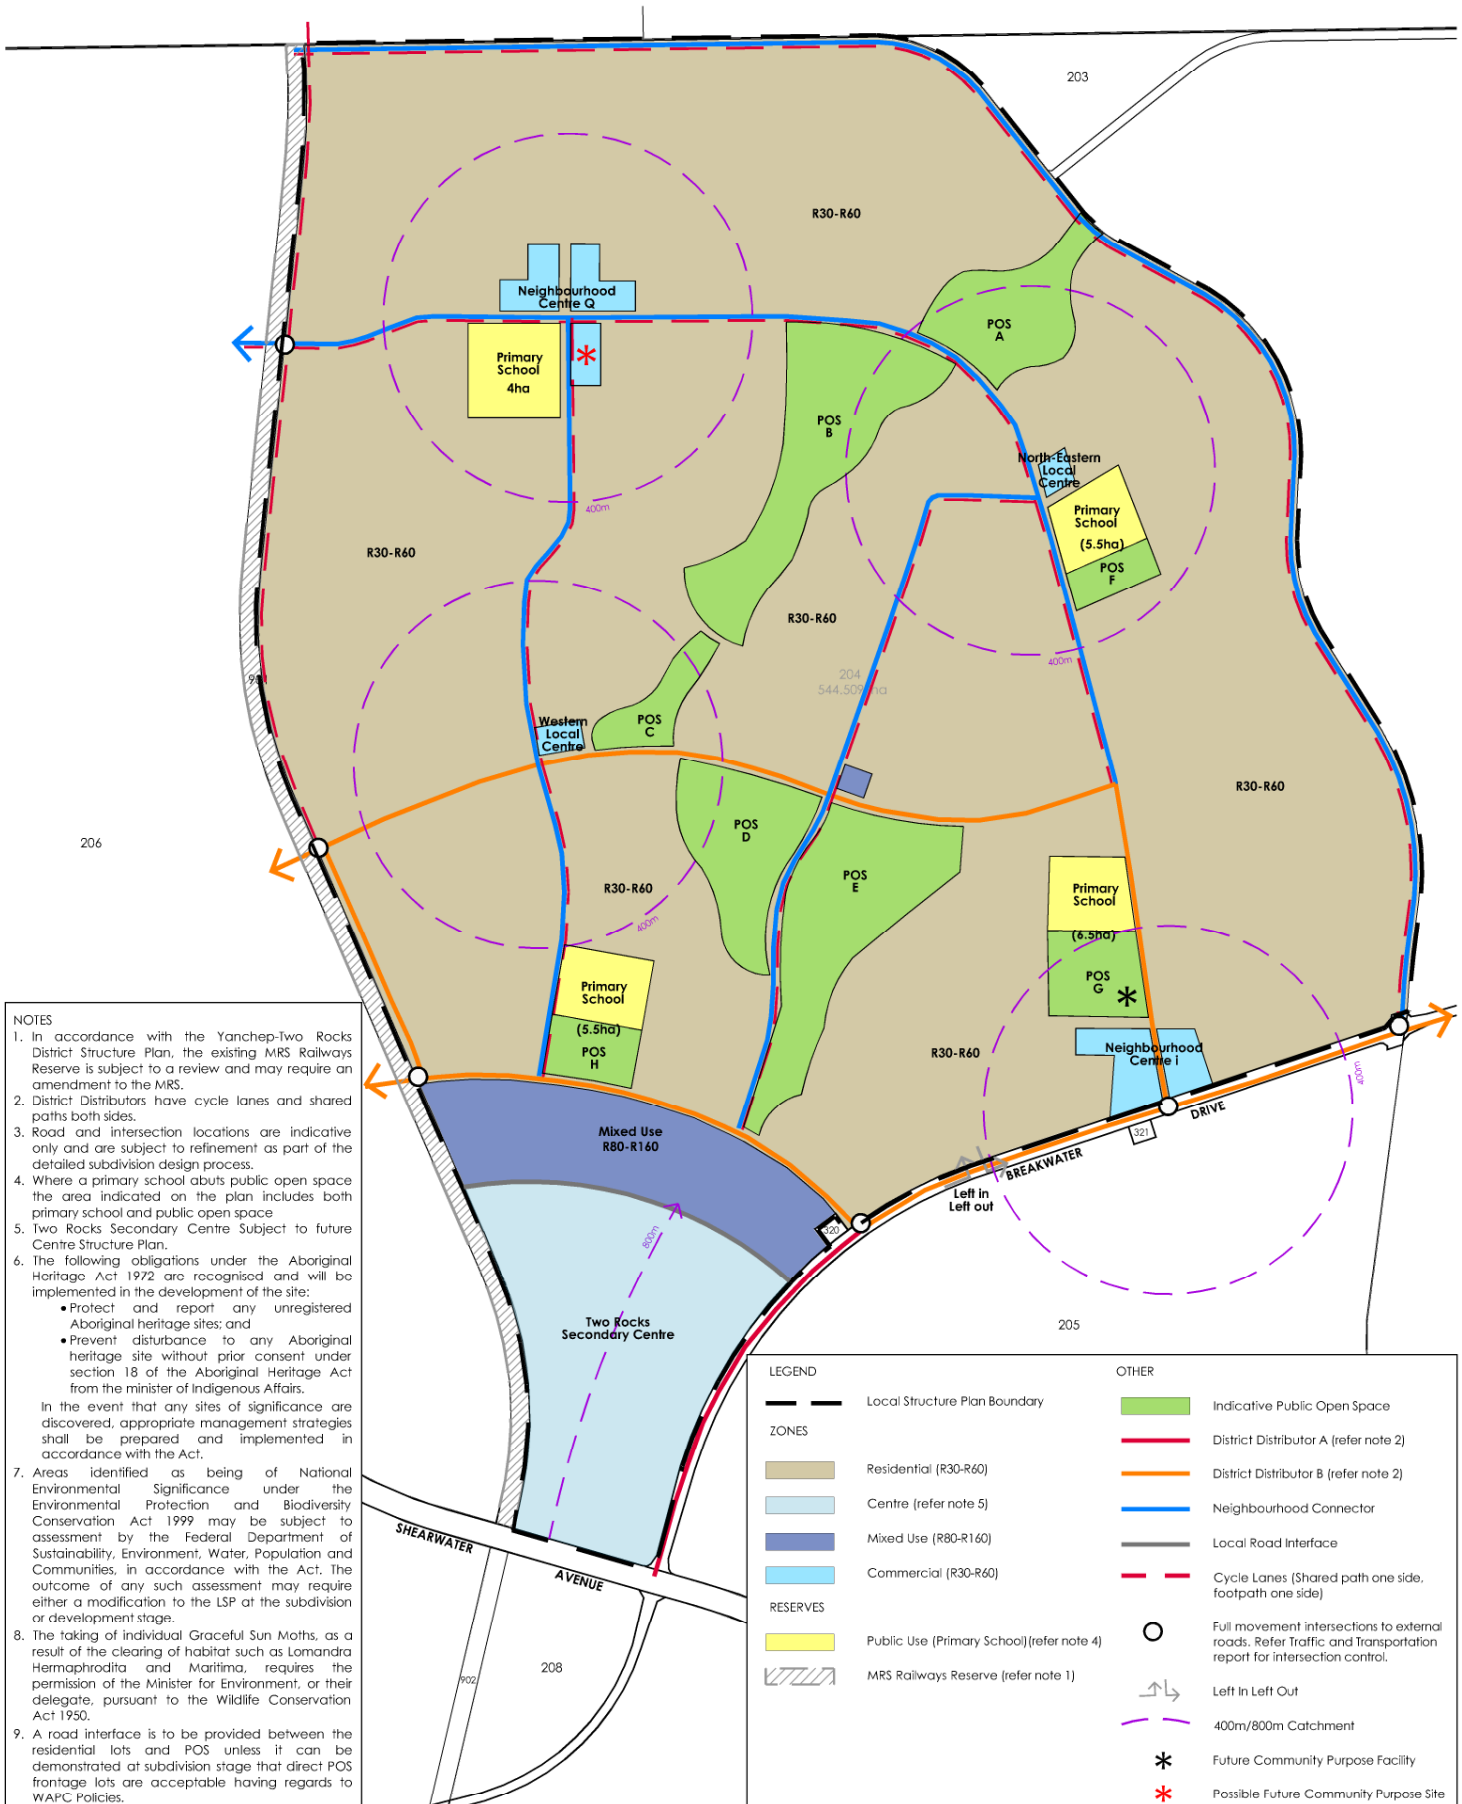 203
R30-R60
Neighbourhood
Centre Q
POS
A
Primary
School
4ha
POS
B
North-Eastern
Local
Centre
400m
Primary
School
(5.5ha)
POS
F
R30-R60
R30-R60
400m
204
POS
C
Western
Local
Centre
R30-R60
206
POS
D
POS
E
R30-R60
Primary
School
(6.5ha)
400m
POS
G
Primary
School
(5.5ha)
POS
H
R30-R60
Neighbourhood
Centre i
400m
Mixed Use
R80-R160
DRIVE
321
BREAKWATER
Left in
Left out
320
800m
Two Rocks
Secondary Centre
205
SHEARWATER
AVENUE
208
902
NOTES
1. In accordance with the Yanchep-Two Rocks
District Structure Plan, the existing MRS Railways
Reserve is subject to a review and may require an
amendment to the MRS.
2. District Distributors have cycle lanes and shared
paths both sides.
3. Road and intersection locations are indicative
only and are subject to refinement as part of the
detailed subdivision design process.
4. Where a primary school abuts public open space
the area indicated on the plan includes both
primary school and public open space
5. Two Rocks Secondary Centre Subject to future
Centre Structure Plan.
6. The following obligations under the Aboriginal
Heritage Act 1972 are recognised and will be
implemented in the development of the site:
• Protect and report any unregistered
Aboriginal heritage sites; and
• Prevent disturbance to any Aboriginal
heritage site without prior consent under
section 18 of the Aboriginal Heritage Act
from the minister of Indigenous Affairs.
In the event that any sites of significance are
discovered, appropriate management strategies
shall be prepared and implemented in
accordance with the Act.
7. Areas identified as being of National
Environmental Significance under the
Environmental Protection and Biodiversity
Conservation Act 1999 may be subject to
assessment by the Federal Department of
Sustainability, Environment, Water, Population and
Communities, in accordance with the Act. The
outcome of any such assessment may require
either a modification to the LSP at the subdivision
or development stage.
8. The taking of individual Graceful Sun Moths, as a
result of the clearing of habitat such as Lomandra
Hermaphrodita and Maritima, requires the
permission of the Minister for Environment, or their
delegate, pursuant to the Wildlife Conservation
Act 1950.
9. A road interface is to be provided between the
residential lots and POS unless it can be
demonstrated at subdivision stage that direct POS
frontage lots are acceptable having regards to
WAPC Policies.
LEGEND
Local Structure Plan Boundary
ZONES
Residential (R30-R60)
Centre (refer note 5)
Mixed Use (R80-R160)
Commercial (R30-R60)
RESERVES
Public Use (Primary School)(refer note 4)
MRS Railways Reserve (refer note 1)
OTHER
Indicative Public Open Space
District Distributor A (refer note 2)
District Distributor B (refer note 2)
Neighbourhood Connector
Local Road Interface
Cycle Lanes (Shared path one side,
footpath one side)
Full movement intersections to external
roads. Refer Traffic and Transportation
report for intersection control.
Left In Left Out
400m/800m Catchment
Future Community Purpose Facility
Possible Future Community Purpose Site